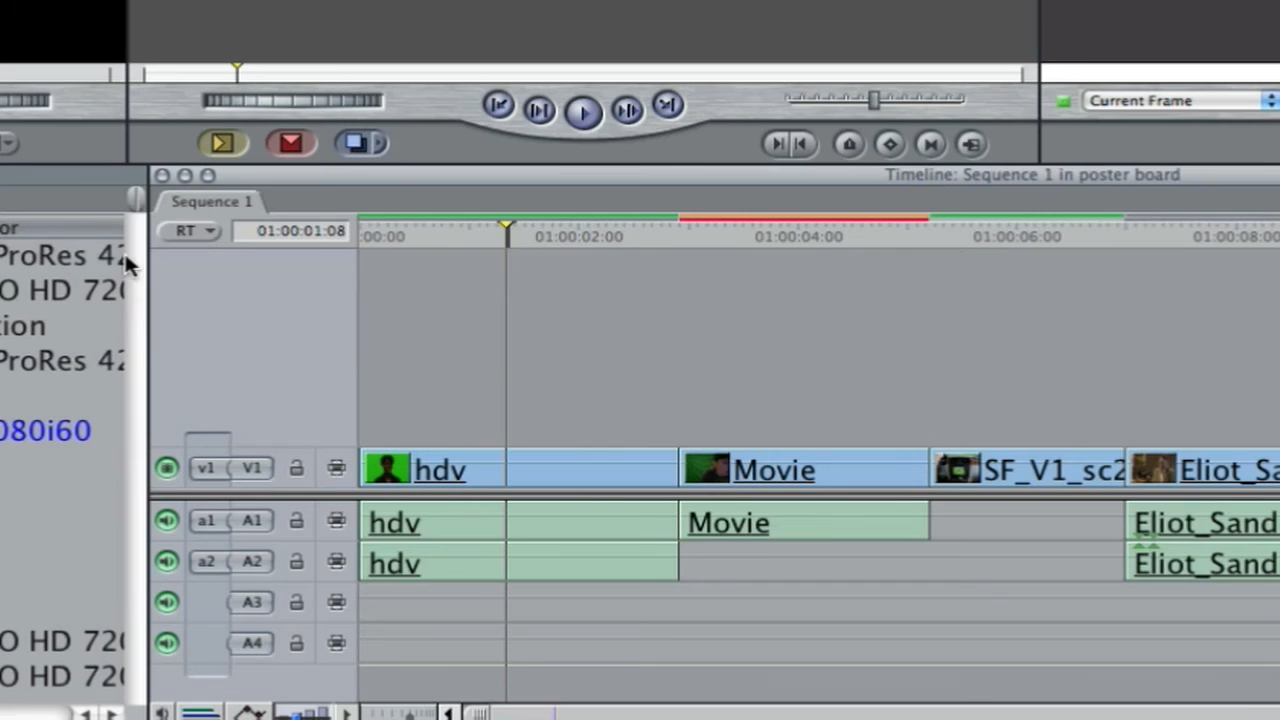 Current Frame
Timeline: Sequence 1 in poster board
Sequence 1
or
RT
01:00:01:08
:00:00
01:00:02:00
01:00:04:00
01:00:06:00
01:00:08:00
ProRes 42
O HD 720
tion
ProRes 42
080i60
v1 V1
hdv
Movie
SF_V1_sc2
Eliot_Sa
a1 A1
hdv
Movie
Eliot_Sand
a2 A2
hdv
Eliot_Sand
A3
A4
O HD 720
O HD 720